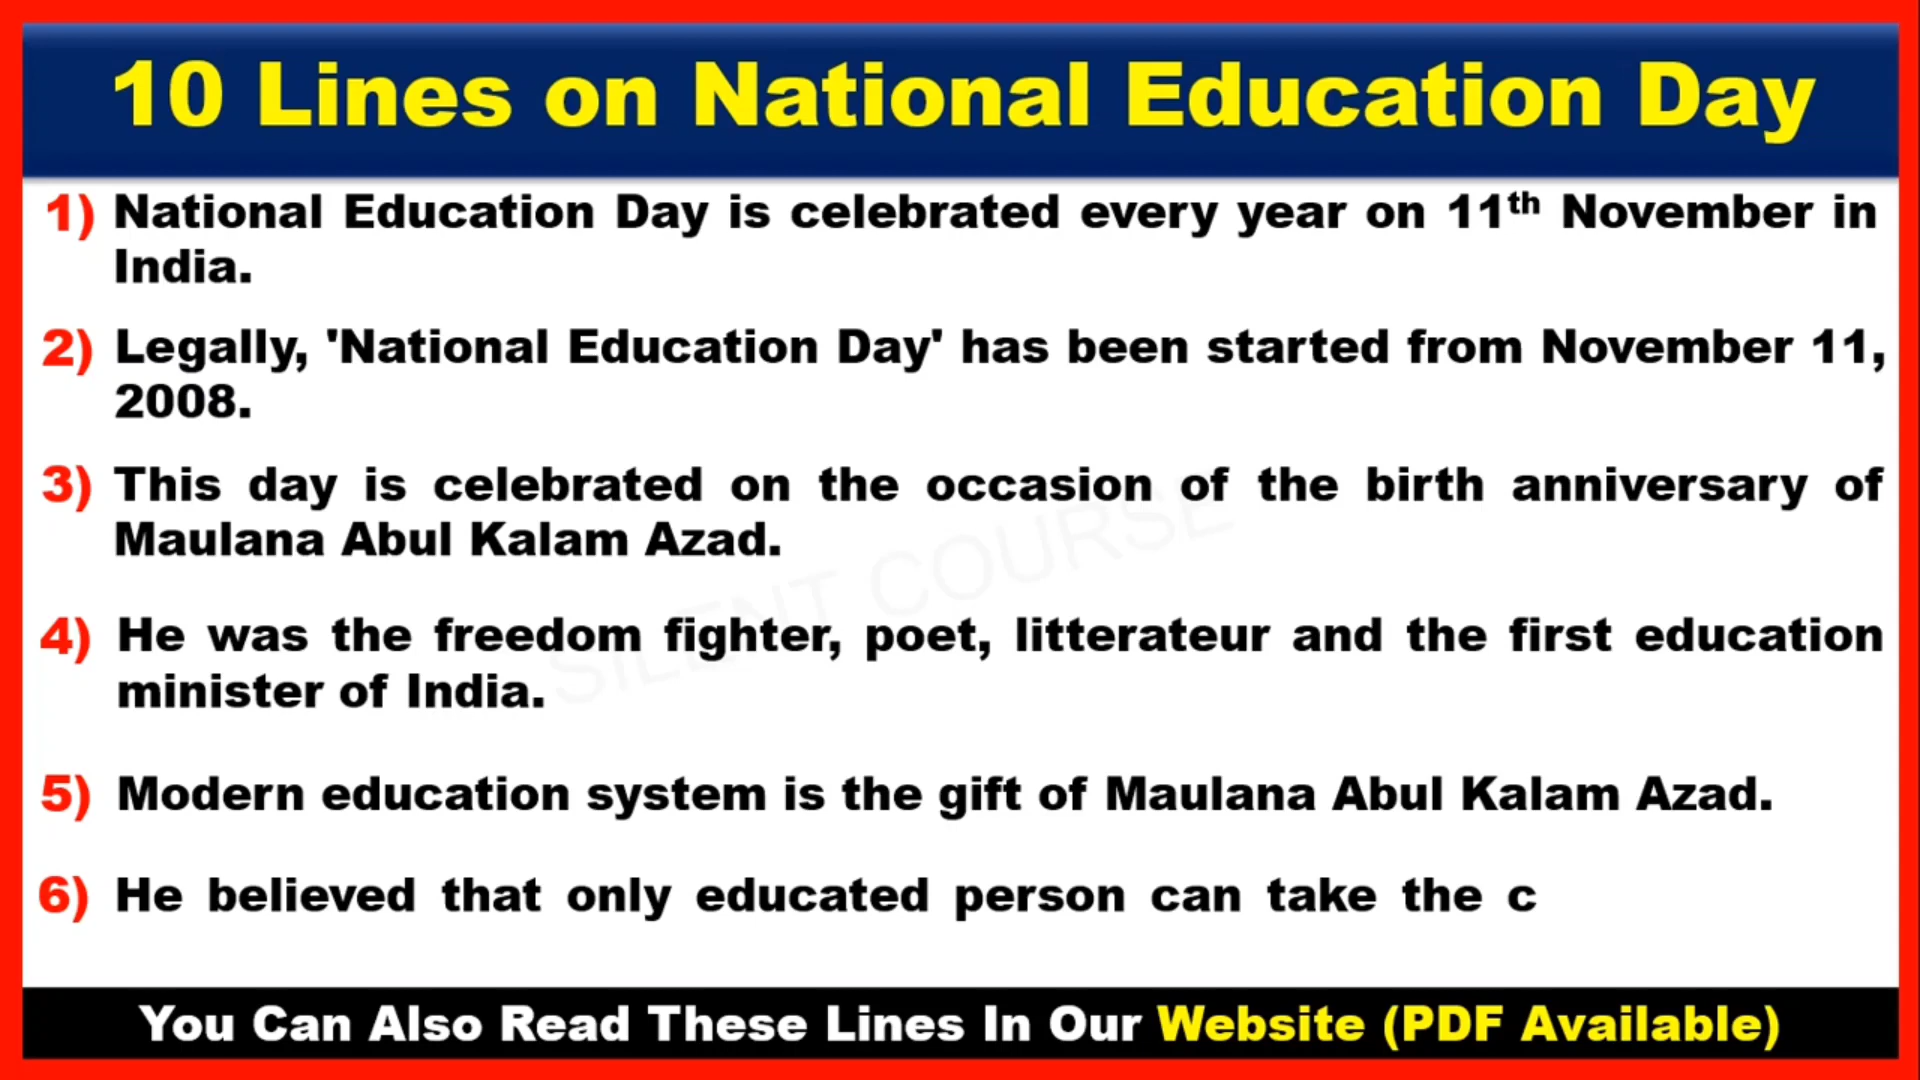 10 Lines on National Education Day
1) National Education Day is celebrated every year on 11th November in
India.
2) Legally, 'National Education Day' has been started from November 11,
2008.
3) This day is celebrated on the occasion of the birth anniversary of
Maulana Abul Kalam Azad.
4) He was the freedom fighter, poet, litterateur and the first education
minister of India.
5) Modern education system is the gift of Maulana Abul Kalam Azad.
6) He believed that only educated person can take the c
SILENT COURSE
You Can Also Read These Lines In Our Website (PDF Available)